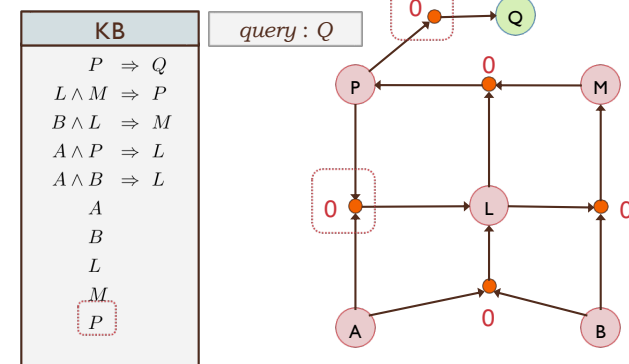 KB
query : Q
P ⇒ Q
L ∧ M ⇒ P
B ∧ L ⇒ M
A ∧ P ⇒ L
A ∧ B ⇒ L
A
B
L
M
P
0
Q
0
P
M
0
L
0
0
A
B